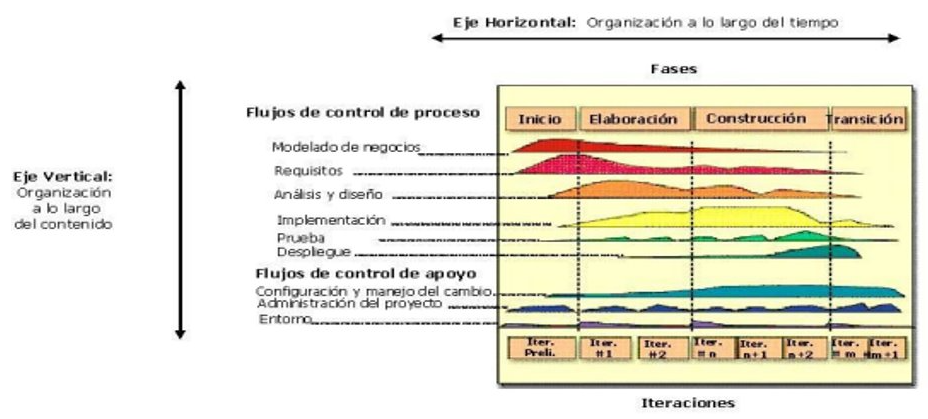 Eje Horizontal: Organización a lo largo del tiempo
Fases
Flujos de control de proceso
Inicio
Elaboración
Construcción
Transición
Modelado de negocios
Requisitos
Análisis y diseño
Implementación
Prueba
Despliegue
Eje Vertical:
Organización
a lo largo
del contenido
Flujos de control de apoyo
Configuración y manejo del cambio
Administración del proyecto
Entorno
Iter.
Preli.
Iter.
#1
Iter.
#2
Iter.
# n
Iter.
n+1
Iter.
n+2
Iter.
# m
Iter.
m+1
Iteraciones